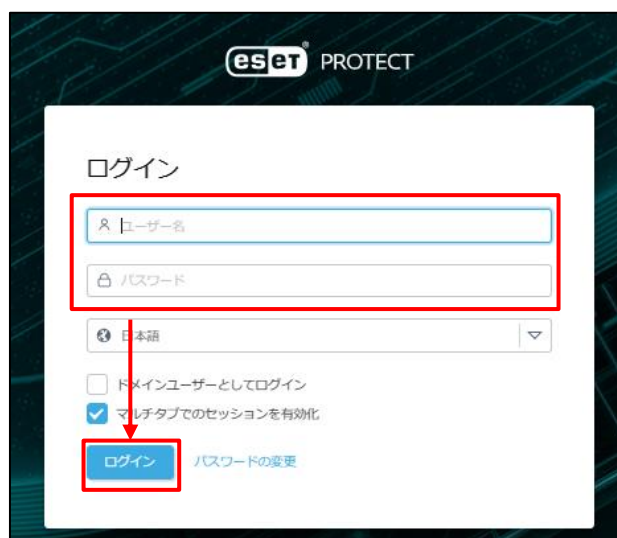 eset PROTECT
ログイン
ユーザー名
パスワード
日本語
ドメインユーザーとしてログイン
マルチタブでのセッションを有効化
ログイン パスワードの変更